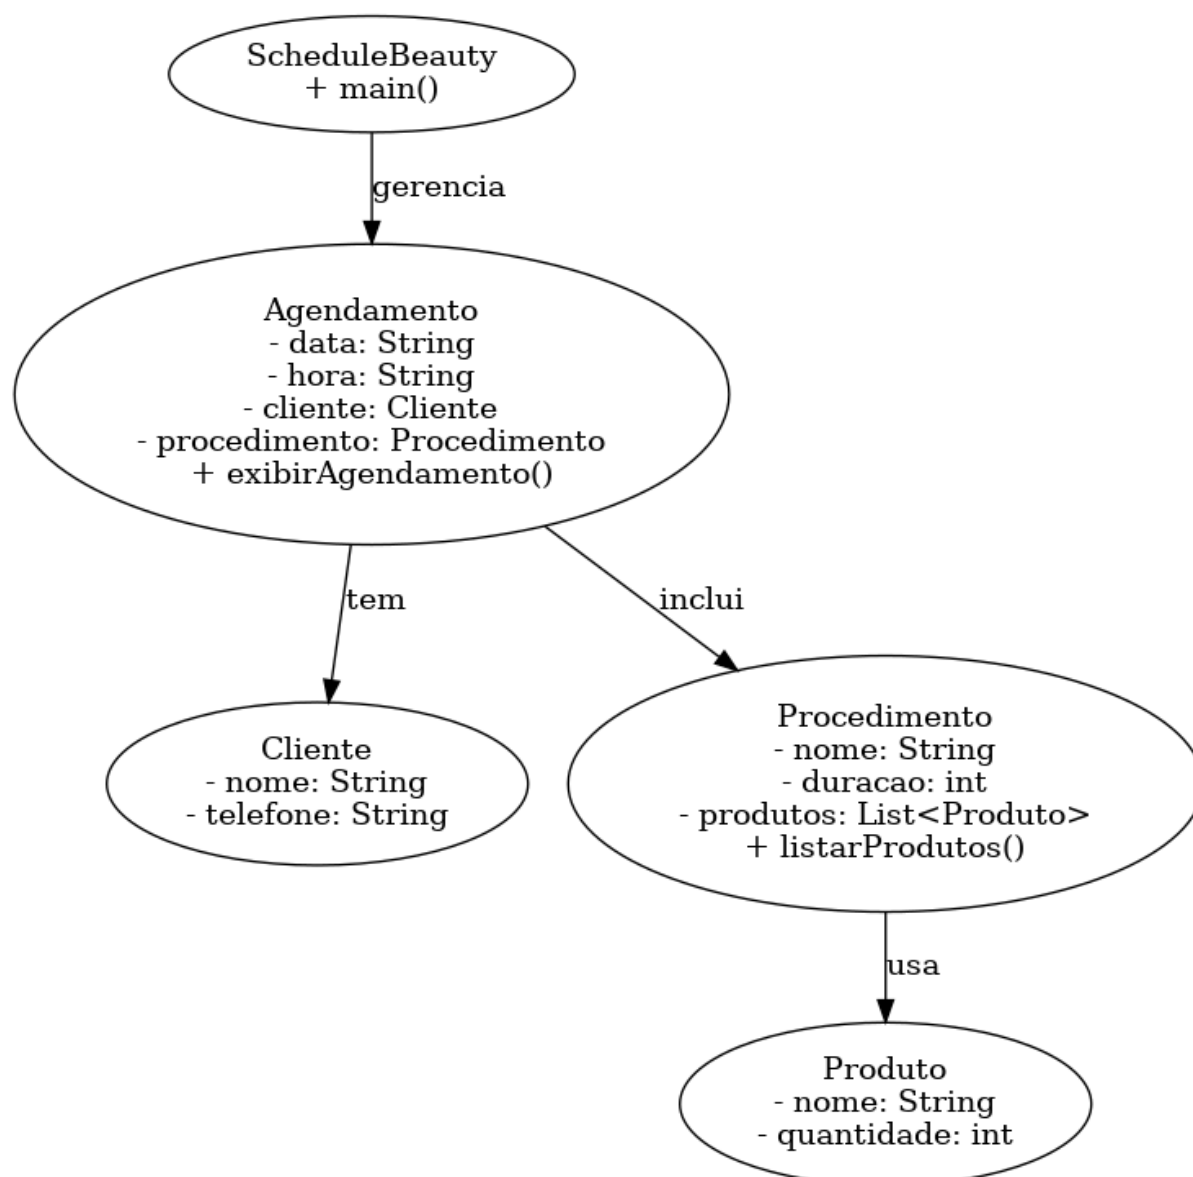 ScheduleBeauty
+ main()
gerencia
Agendamento
- data: String
- hora: String
- cliente: Cliente
- procedimento: Procedimento
+ exibirAgendamento()
tem
inclui
Cliente
- nome: String
- telefone: String
Procedimento
- nome: String
- duracao: int
- produtos: List<Produto>
+ listarProdutos()
usa
Produto
- nome: String
- quantidade: int